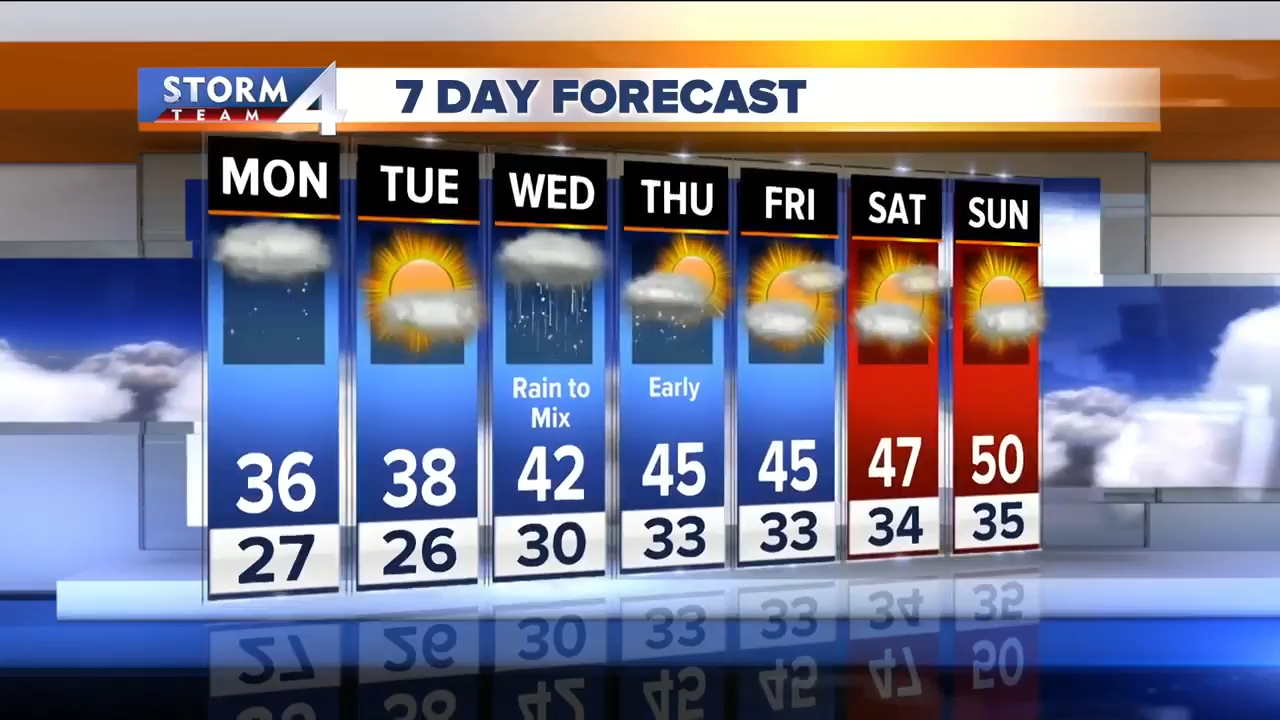 STORM
TEAM
4
7 DAY FORECAST
MON TUE WED THU FRI SAT SUN
Rain to
Mix
Early
36 38 42 45 45 47 50
27 26 30 33 33 34 35